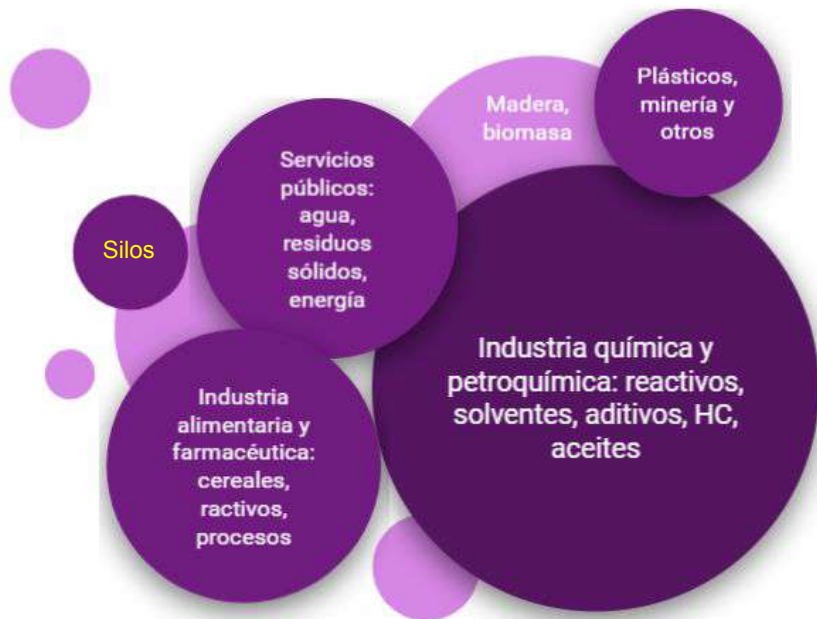 Plásticos,
minería y
otros
Madera,
biomasa
Servicios
públicos:
agua,
residuos
sólidos,
energía
Silos
Industria química y
petroquímica: reactivos,
solventes, aditivos, HC,
aceites
Industria
alimentaria y
farmacéutica:
cereales,
ractivos,
procesos